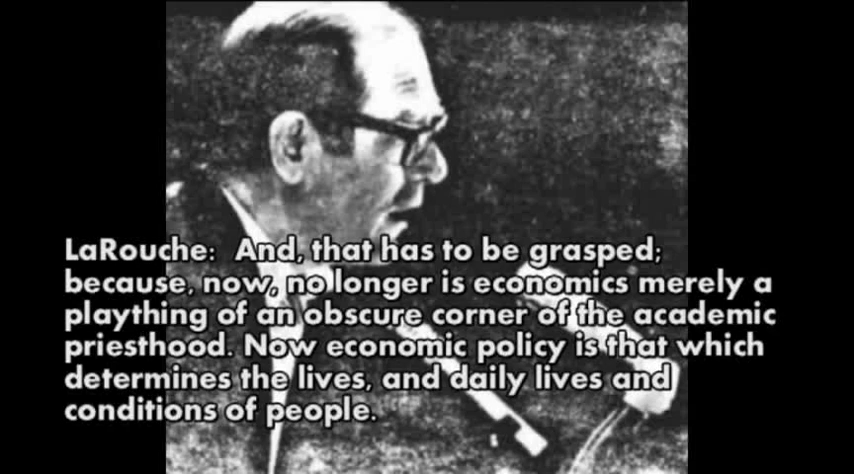 LaRouche:  And, that has to be grasped;
because, now, no longer is economics merely a
plaything of an obscure corner of the academic
priesthood. Now economic policy is that which
determines the lives, and daily lives and
conditions of people.